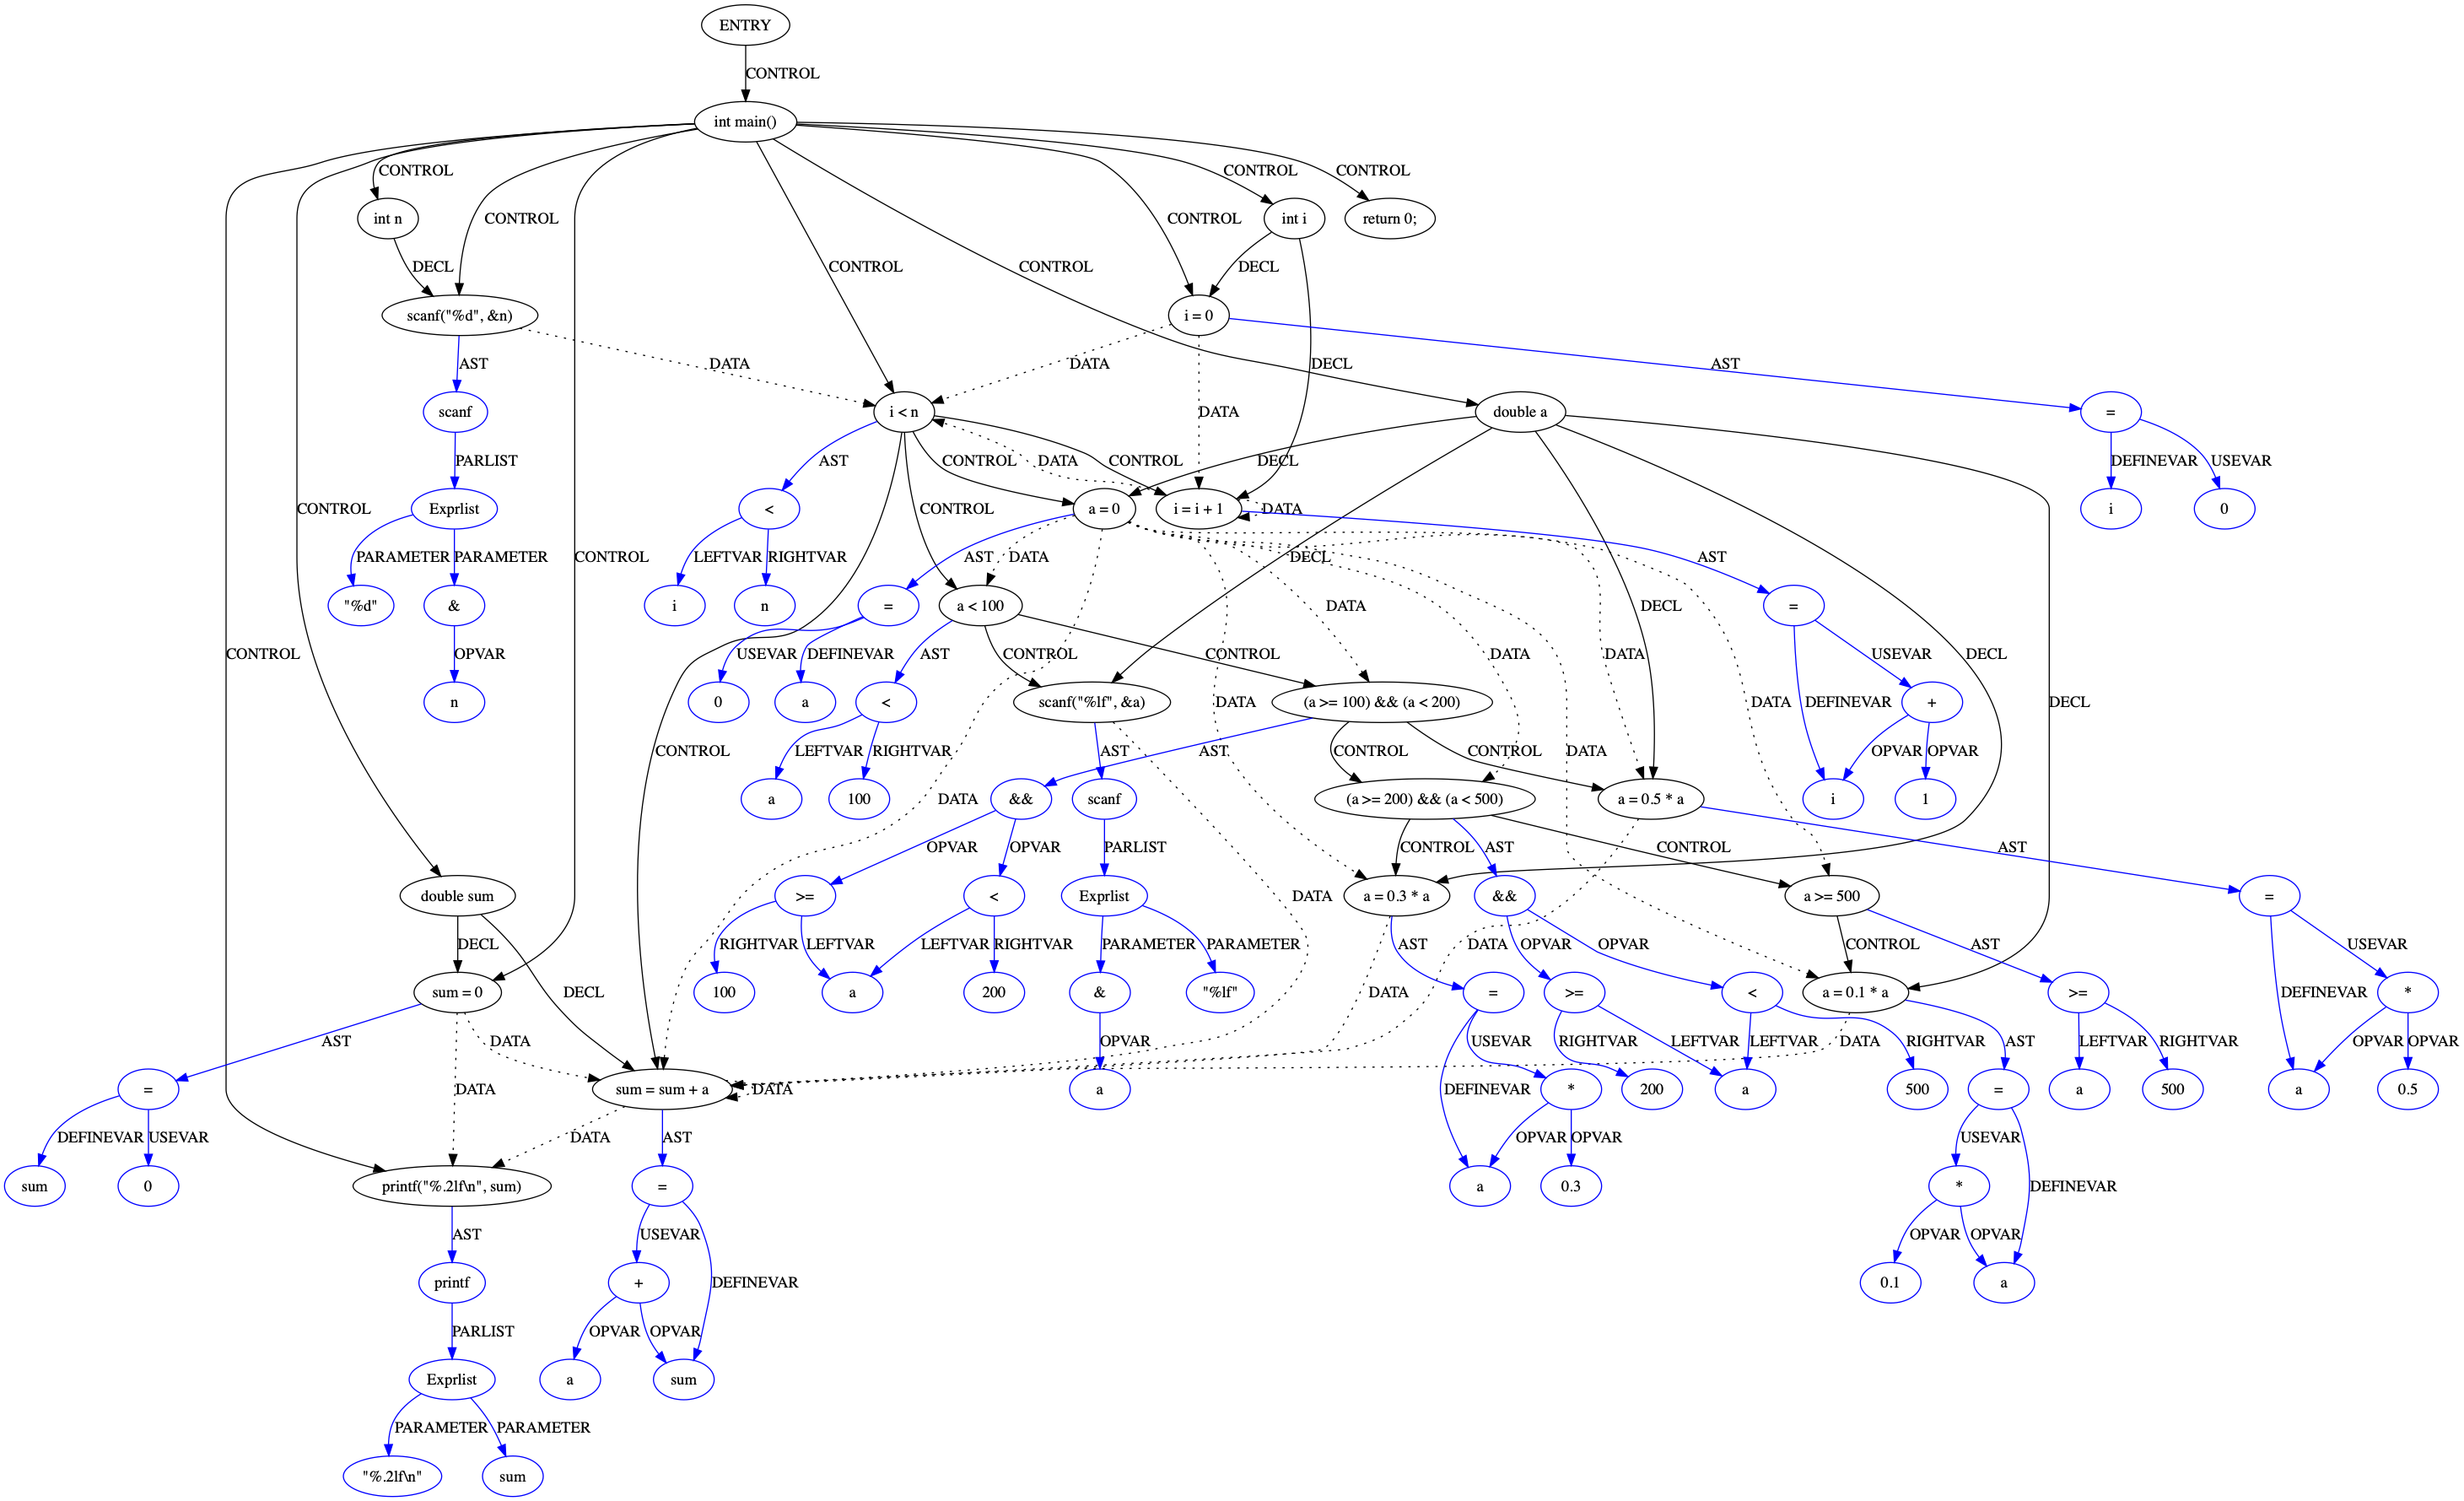 ENTRY
CONTROL
int main()
CONTROL
CONTROL
CONTROL
int n
CONTROL
CONTROL
int i
return 0;
DECL
CONTROL
CONTROL
DECL
scanf("%d", &n)
i = 0
AST
DATA
DATA
DECL
AST
scanf
i < n
double a
=
PARLIST
AST
CONTROL
DATA
CONTROL
DATA
DECL
DEFINEVAR
USEVAR
Exprlist
<
a = 0
i = i + 1
DATA
i
0
CONTROL
CONTROL
PARAMETER
PARAMETER
LEFTVAR
RIGHTVAR
CONTROL
AST
DATA
DECL
AST
"%d"
&
i
n
=
a < 100
DATA
DECL
=
CONTROL
OPVAR
USEVAR
DEFINEVAR
AST
CONTROL
CONTROL
DATA
DATA
DECL
USEVAR
n
0
a
<
scanf("%lf", &a)
(a >= 100) && (a < 200)
DATA
DATA
DEFINEVAR
+
DECL
CONTROL
LEFTVAR
RIGHTVAR
AST
AST
CONTROL
CONTROL
DATA
OPVAR
OPVAR
a
100
&&
scanf
(a >= 200) && (a < 500)
a = 0.5 * a
i
1
DATA
OPVAR
OPVAR
PARLIST
CONTROL
AST
CONTROL
AST
double sum
>=
<
Exprlist
DATA
a = 0.3 * a
&&
a >= 500
=
DECL
RIGHTVAR
LEFTVAR
LEFTVAR
RIGHTVAR
PARAMETER
PARAMETER
AST
DATA
OPVAR
OPVAR
CONTROL
AST
USEVAR
sum = 0
DECL
100
a
200
&
"%lf"
=
>=
<
a = 0.1 * a
>=
DEFINEVAR
*
AST
DATA
OPVAR
DATA
USEVAR
RIGHTVAR
LEFTVAR
LEFTVAR
DATA
RIGHTVAR
AST
LEFTVAR
RIGHTVAR
OPVAR
OPVAR
=
DATA
sum = sum + a
DATA
a
DEFINEVAR
*
200
a
500
=
a
500
a
0.5
DEFINEVAR
USEVAR
DATA
AST
OPVAR
OPVAR
USEVAR
sum
0
printf("%.2lf\n", sum)
=
a
0.3
*
DEFINEVAR
AST
USEVAR
OPVAR
OPVAR
printf
+
DEFINEVAR
0.1
a
PARLIST
OPVAR
OPVAR
Exprlist
a
sum
PARAMETER
PARAMETER
"%.2lf\n"
sum